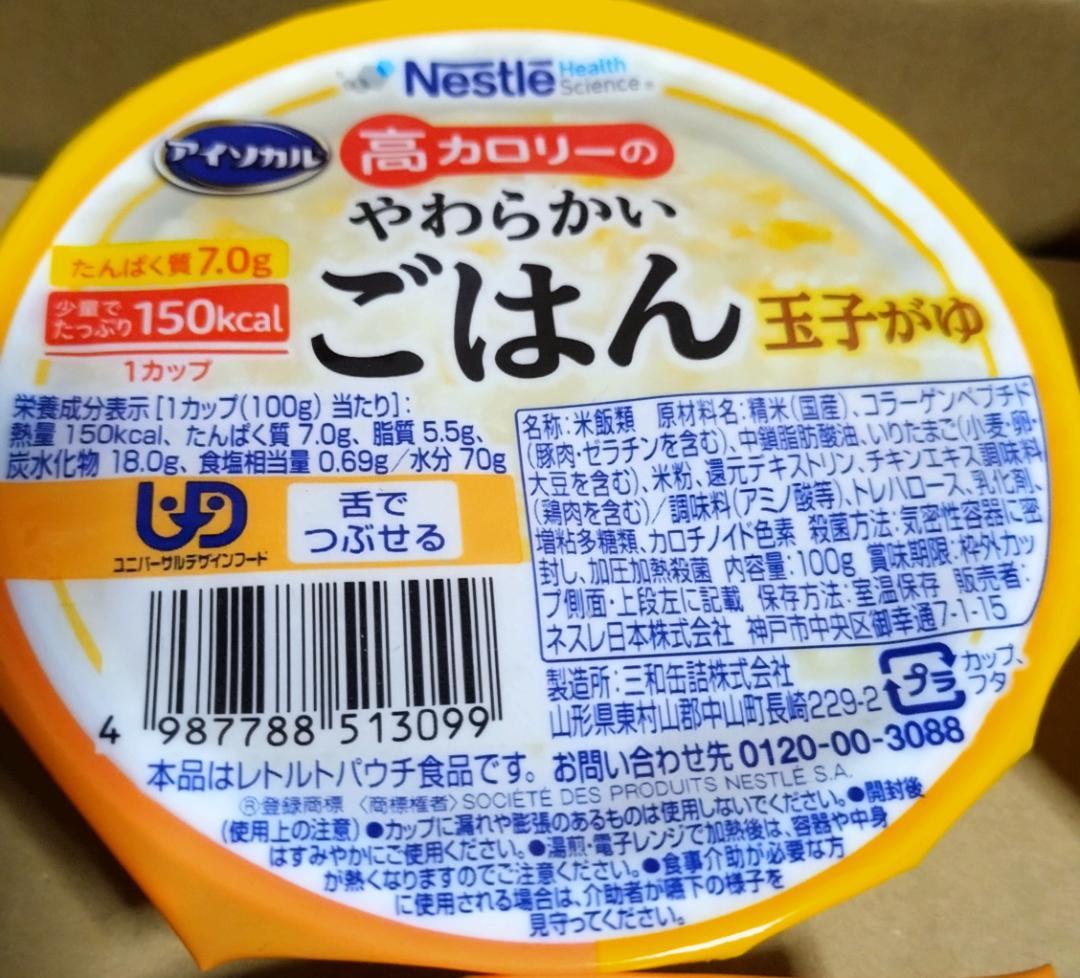 Nestlé Health Science®
アイソカル
高カロリーの
やわらかい
ごはん
玉子がゆ
たんぱく質7.0g
少量で
たっぷり150kcal
1カップ
栄養成分表示[1カップ(100g) 当たり]:
熱量 150kcal、たんぱく質 7.0g、脂質 5.5g、
炭水化物 18.0g、食塩相当量 0.69g/水分 70g
UD
ユニバーサルデザインフード
舌で
つぶせる
名称:米飯類 原材料名:精米(国産)、コラーゲンペプチド
(豚肉・ゼラチンを含む)、中鎖脂肪酸油、いりたまご(小麦・卵・
大豆を含む)、米粉、還元デキストリン、チキンエキス調味料
(鶏肉を含む)/調味料(アミノ酸等)、トレハロース、乳化剤、
増粘多糖類、カロチノイド色素 殺菌方法:気密性容器に密
封し、加圧加熱殺菌 内容量:100g 賞味期限:枠外カッ
プ側面・上段左に記載 保存方法:室温保存 販売者:
ネスレ日本株式会社 神戸市中央区御幸通7-1-15
製造所:三和缶詰株式会社
山形県東村山郡中山町長崎229-2
プラ
カップ、
フタ
4 987788 513099
本品はレトルトパウチ食品です。お問い合わせ先 0120-00-3088
®登録商標 〈商標権者〉SOCIÉTÉ DES PRODUITS NESTLÉ S.A.
(使用上の注意)●カップに漏れや膨張のあるものは使用しないでください。●開封後
はすみやかにご使用ください。●湯煎・電子レンジで加熱後は、容器や中身
が熱くなりますのでご注意ください。●食事介助が必要な方
に使用される場合は、介助者が嚥下の様子を
見守ってください。